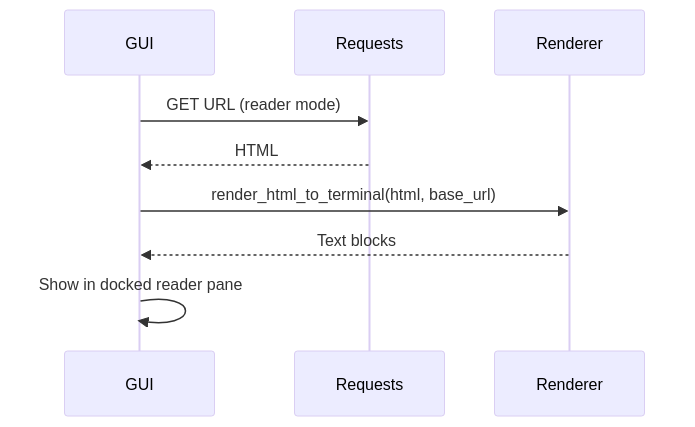 GUI
Requests
Renderer
GET URL (reader mode)
HTML
render_html_to_terminal(html, base_url)
Text blocks
Show in docked reader pane
GUI
Requests
Renderer